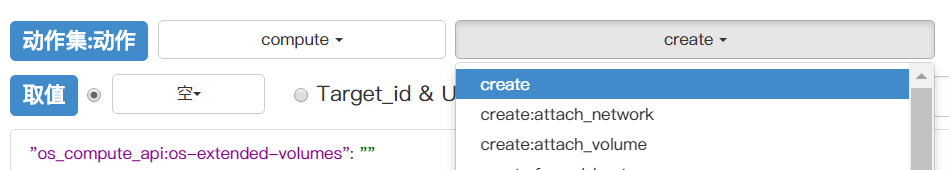 动作集:动作 compute create
取值 空 Target_id & U
create
create:attach_network
"os_compute_api:os-extended-volumes": ""
create:attach_volume